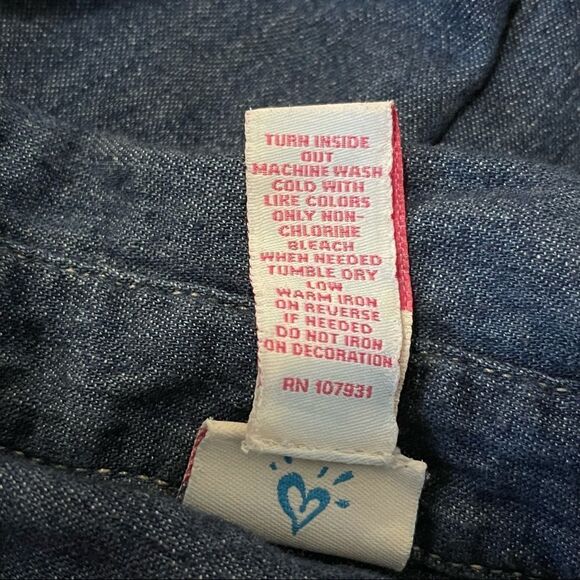 TURN INSIDE
OUT
MACHINE WASH
COLD WITH
LIKE COLORS
ONLY NON-
CHLORINE
BLEACH
WHEN NEEDED
TUMBLE DRY
LOW
WARM IRON
ON REVERSE
IF NEEDED
DO NOT IRON
ON DECORATION
RN 107931